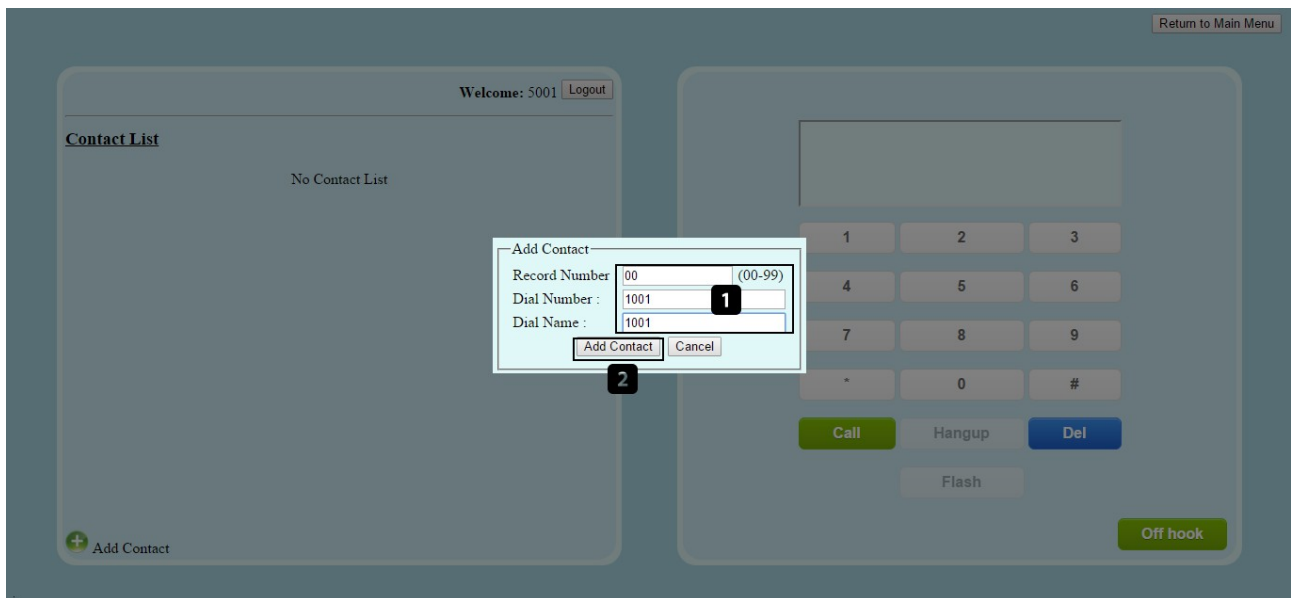 Return to Main Menu
Welcome: 5001 Logout
Contact List
No Contact List
Add Contact
Record Number 00 (00-99)
Dial Number : 1001
1
Dial Name : 1001
Add Contact Cancel
2
Add Contact
1 2 3
4 5 6
7 8 9
* 0 #
Call Hangup Del
Flash
Off hook